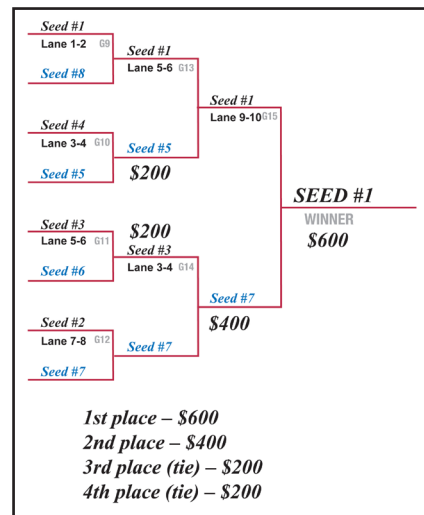 Seed #1
Lane 1-2 G9
Seed #1
Seed #8
Lane 5-6 G13
Seed #1
Seed #4
Lane 9-10 G15
Lane 3-4 G10
Seed #5
Seed #5
$200
SEED #1
WINNER
$600
Seed #3
$200
Lane 5-6 G11
Seed #3
Seed #6
Lane 3-4 G14
Seed #7
Seed #2
$400
Lane 7-8 G12
Seed #7
Seed #7
1st place – $600
2nd place – $400
3rd place (tie) – $200
4th place (tie) – $200